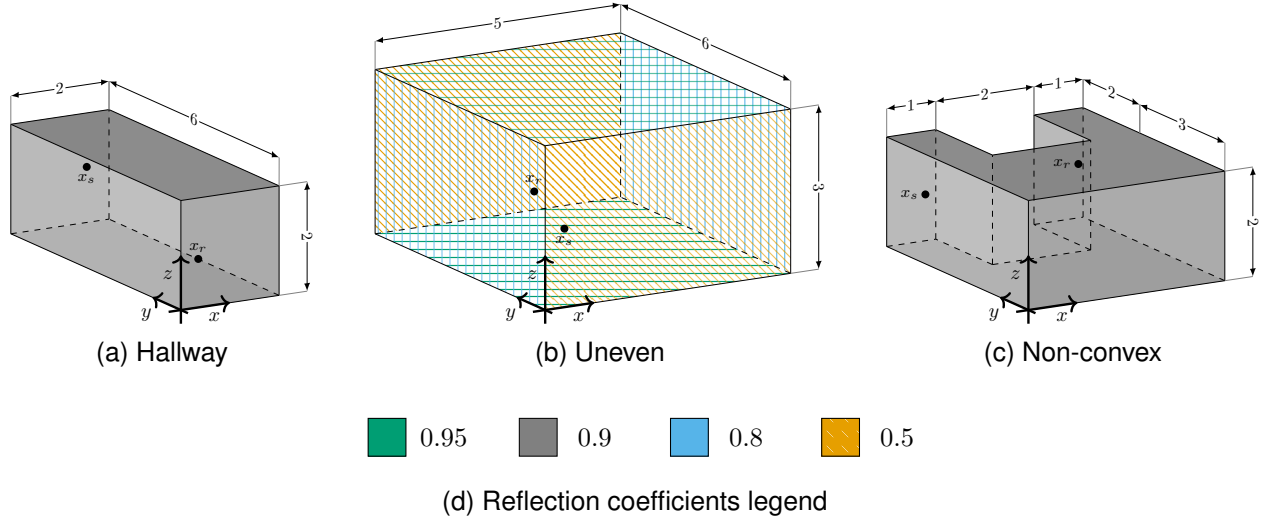 5
6
3
2
6
2
1
2
1
2
3
2
x_s
x_r
z
y
x
x_r
x_s
z
y
x
x_s
x_r
z
y
x
(a) Hallway
(b) Uneven
(c) Non-convex
0.95
0.9
0.8
0.5
(d) Reflection coefficients legend